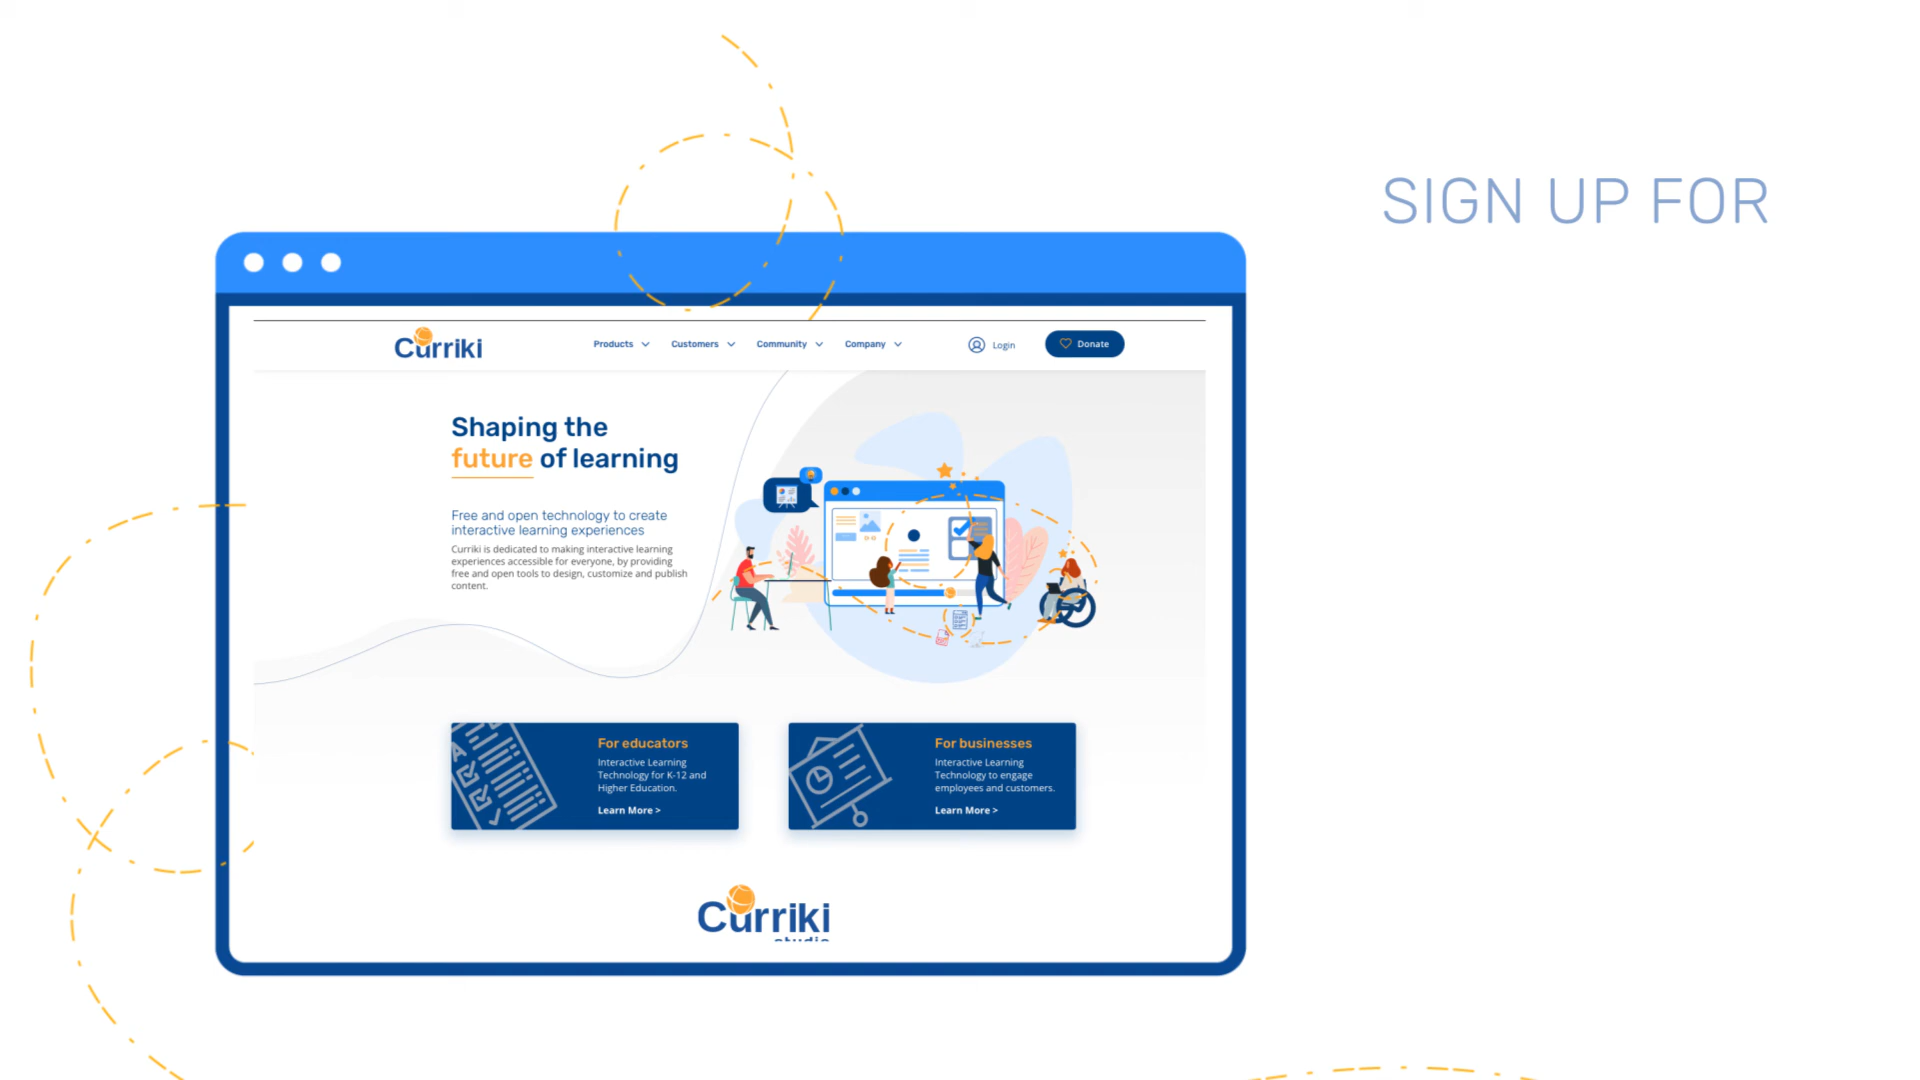 SIGN UP FOR
Curriki
Products
Customers
Community
Company
Login
Donate
Shaping the
future of learning
Free and open technology to create
interactive learning experiences
Curriki is dedicated to making interactive learning
experiences accessible for everyone, by providing
free and open tools to design, customize and publish
content.
For educators
Interactive Learning
Technology for K-12 and
Higher Education.
Learn More >
For businesses
Interactive Learning
Technology to engage
employees and customers.
Learn More >
Curriki
studio